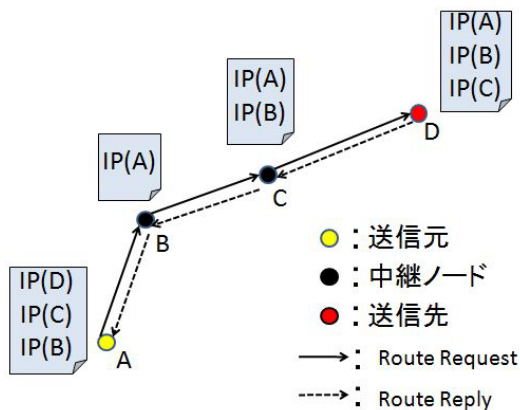 IP(A)
IP(B)
IP(C)
IP(A)
IP(B)
IP(A)
D
C
B
IP(D)
IP(C)
IP(B)
A
：送信元
：中継ノード
：送信先
：Route Request
：Route Reply